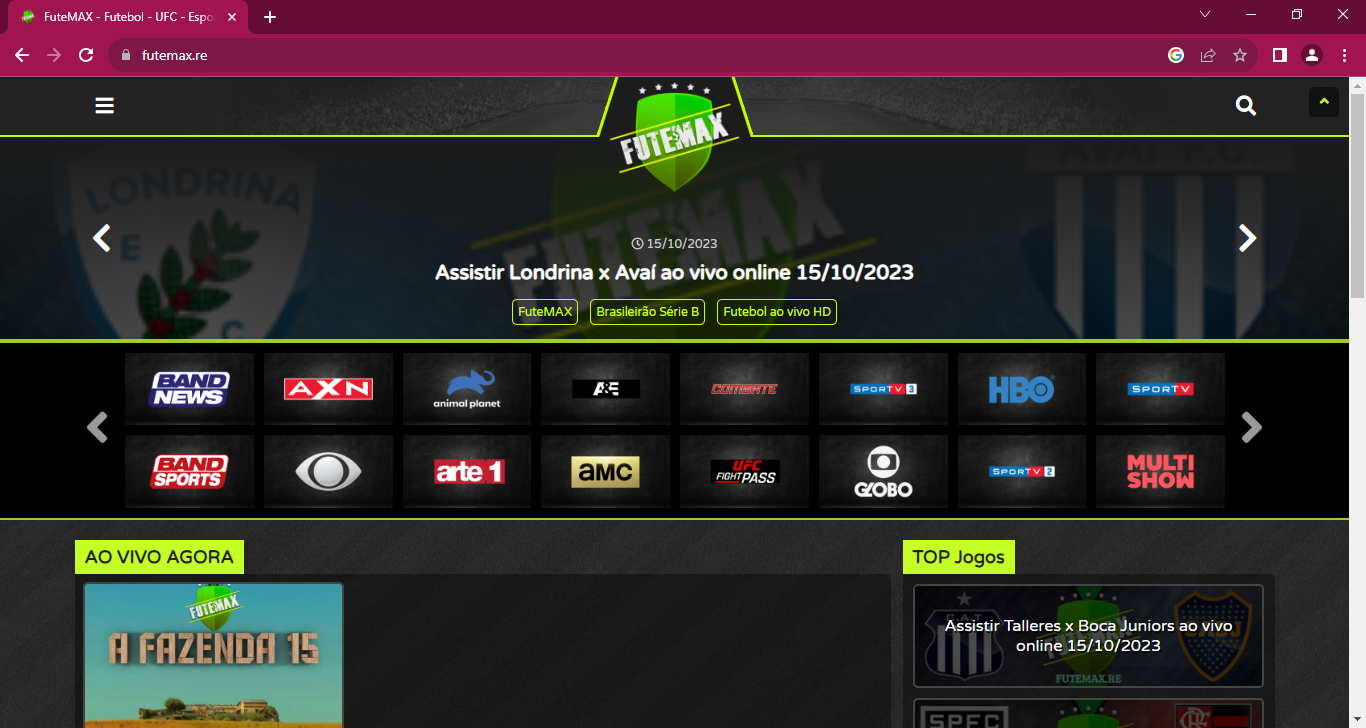 FuteMAX - Futebol - UFC - Espo
futemax.re
FUTEMAX
LONDRINA
E
C
AVAÍ F.C.
FUTEMAX
15/10/2023
Assistir Londrina x Avaí ao vivo online 15/10/2023
FuteMAX
Brasileirão Série B
Futebol ao vivo HD
BAND NEWS
AXN
animal planet
A&E
COMBATE
SPORTV 3
HBO
SPORTV
BAND SPORTS
arte 1
aMC
UFC FIGHT PASS
GLOBO
SPORTV 2
MULTI SHOW
AO VIVO AGORA
TOP Jogos
FUTEMAX
A FAZENDA 15
C.A.T.
CABJ
Assistir Talleres x Boca Juniors ao vivo
online 15/10/2023
FUTEMAX.RE
SPFC